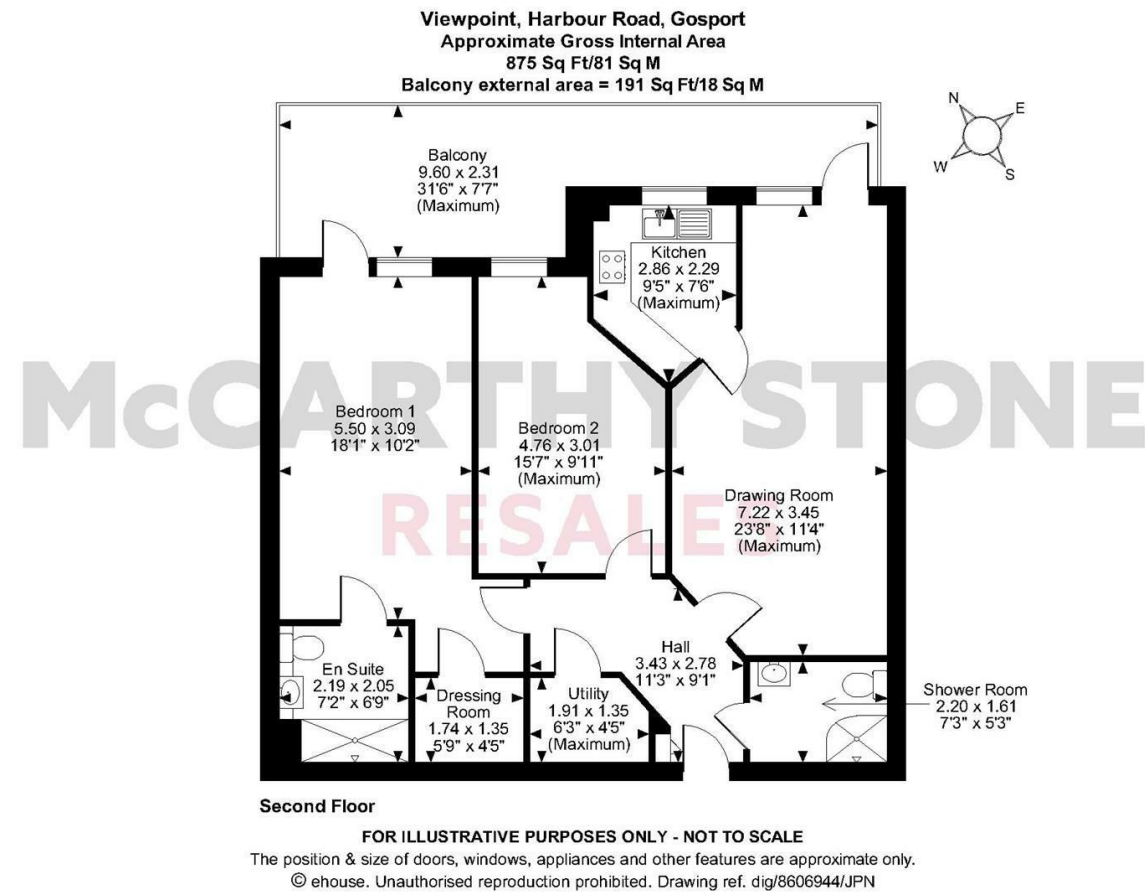 Viewpoint, Harbour Road, Gosport
Approximate Gross Internal Area
875 Sq Ft/81 Sq M
Balcony external area = 191 Sq Ft/18 Sq M
N
E
W
S
Balcony
9.60 x 2.31
31'6" x 7'7"
(Maximum)
Kitchen
2.86 x 2.29
9'5" x 7'6"
(Maximum)
McCARTHY STONE
RESALES
Bedroom 1
5.50 x 3.09
18'1" x 10'2"
Bedroom 2
4.76 x 3.01
15'7" x 9'11"
(Maximum)
Drawing Room
7.22 x 3.45
23'8" x 11'4"
(Maximum)
Hall
3.43 x 2.78
11'3" x 9'1"
En Suite
2.19 x 2.05
7'2" x 6'9"
Dressing
Room
1.74 x 1.35
5'9" x 4'5"
Utility
1.91 x 1.35
6'3" x 4'5"
(Maximum)
Shower Room
2.20 x 1.61
7'3" x 5'3"
Second Floor
FOR ILLUSTRATIVE PURPOSES ONLY - NOT TO SCALE
The position & size of doors, windows, appliances and other features are approximate only.
© ehouse. Unauthorised reproduction prohibited. Drawing ref. dig/8606944/JPN